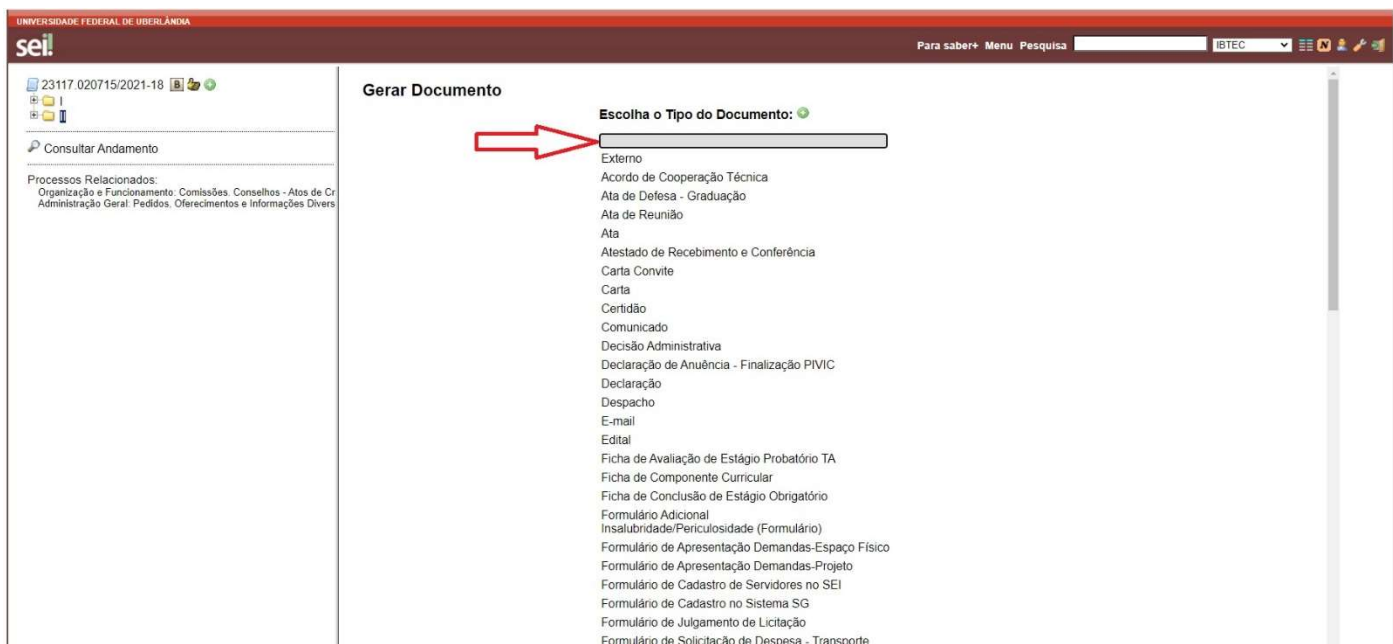 UNIVERSIDADE FEDERAL DE UBERLÂNDIA
sei!
Para saber+ Menu Pesquisa
IBTEC
23117.020715/2021-18
I
II
Consultar Andamento
Processos Relacionados:
Organização e Funcionamento: Comissões. Conselhos - Atos de Cr
Administração Geral: Pedidos, Oferecimentos e Informações Divers
Gerar Documento
Escolha o Tipo do Documento:
Externo
Acordo de Cooperação Técnica
Ata de Defesa - Graduação
Ata de Reunião
Ata
Atestado de Recebimento e Conferência
Carta Convite
Carta
Certidão
Comunicado
Decisão Administrativa
Declaração de Anuência - Finalização PIVIC
Declaração
Despacho
E-mail
Edital
Ficha de Avaliação de Estágio Probatório TA
Ficha de Componente Curricular
Ficha de Conclusão de Estágio Obrigatório
Formulário Adicional
Insalubridade/Periculosidade (Formulário)
Formulário de Apresentação Demandas-Espaço Físico
Formulário de Apresentação Demandas-Projeto
Formulário de Cadastro de Servidores no SEI
Formulário de Cadastro no Sistema SG
Formulário de Julgamento de Licitação
Formulário de Solicitação de Despesa - Transporte